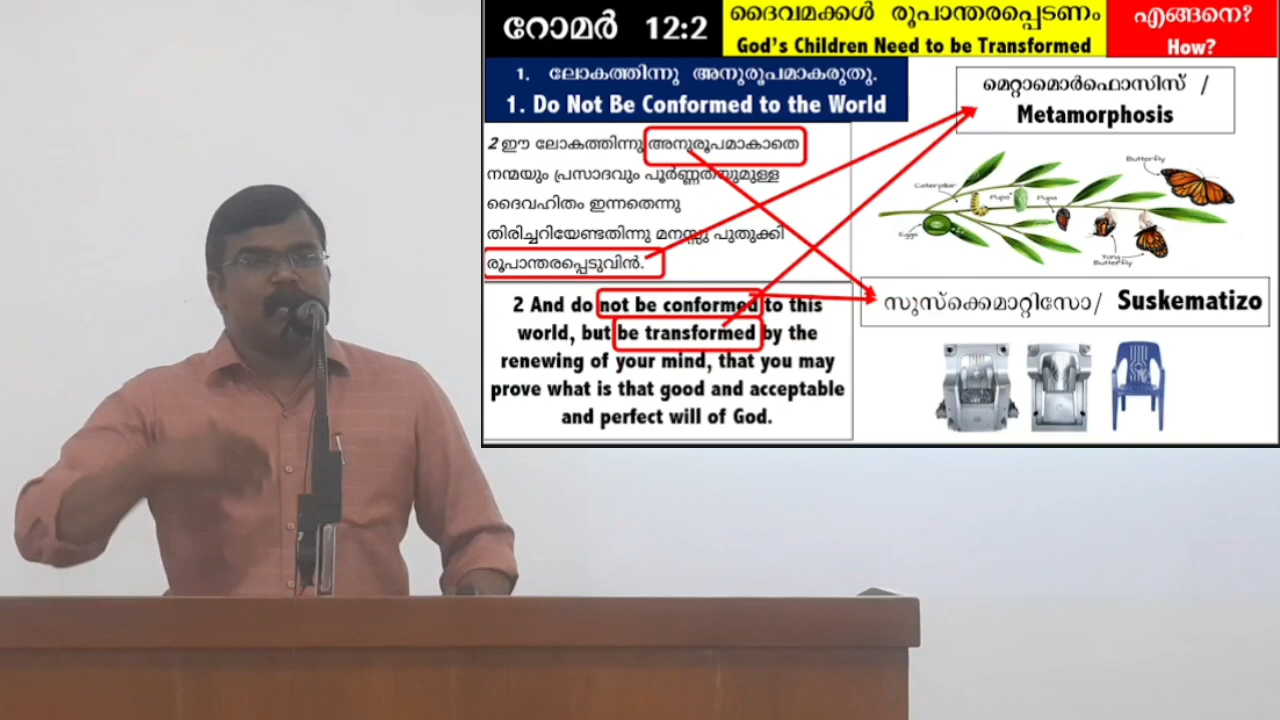 റോമർ 12:2
ദൈവമക്കൾ രൂപാന്തരപ്പെടണം
God's Children Need to be Transformed
എങ്ങനെ?
How?
1. ലോകത്തിന്നു അനുരൂപമാകരുതു.
1. Do Not Be Conformed to the World
2 ഈ ലോകത്തിന്നു അനുരൂപമാകാതെ
നന്മയും പ്രസാദവും പൂർണ്ണതയുമുള്ള
ദൈവഹിതം ഇന്നതെന്നു
തിരിച്ചറിയേണ്ടതിന്നു മനസ്സു പുതുക്കി
രൂപാന്തരപ്പെടുവിൻ.
2 And do not be conformed to this
world, but be transformed by the
renewing of your mind, that you may
prove what is that good and acceptable
and perfect will of God.
മെറ്റാമൊർഫൊസിസ് /
Metamorphosis
Butterfly
Caterpillar
Pupa
Pupa
Eggs
Yong
Butterfly
സുസ്ക്കെമാറ്റിസോ/ Suskematizo